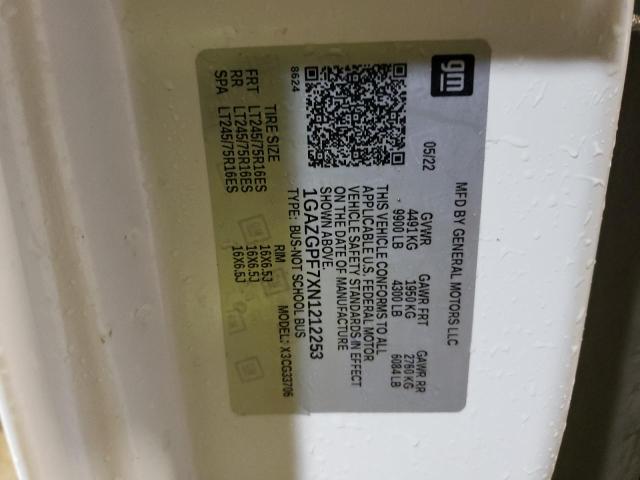 gm
MFD BY GENERAL MOTORS LLC
05/22
GVWR GAWR FRT GAWR RR
4491 KG 1950 KG 2760 KG
9900 LB 4300 LB 6084 LB
THIS VEHICLE CONFORMS TO ALL
APPLICABLE U.S. FEDERAL MOTOR
VEHICLE SAFETY STANDARDS IN EFFECT
ON THE DATE OF MANUFACTURE
SHOWN ABOVE.
1GAZGPF7XN1212253
TYPE: BUS-NOT SCHOOL BUS
8624
MODEL: X3CG33706
TIRE SIZE RIM
FRT LT245/75R16ES 16X6.5J
RR LT245/75R16ES 16X6.5J
SPA LT245/75R16ES 16X6.5J